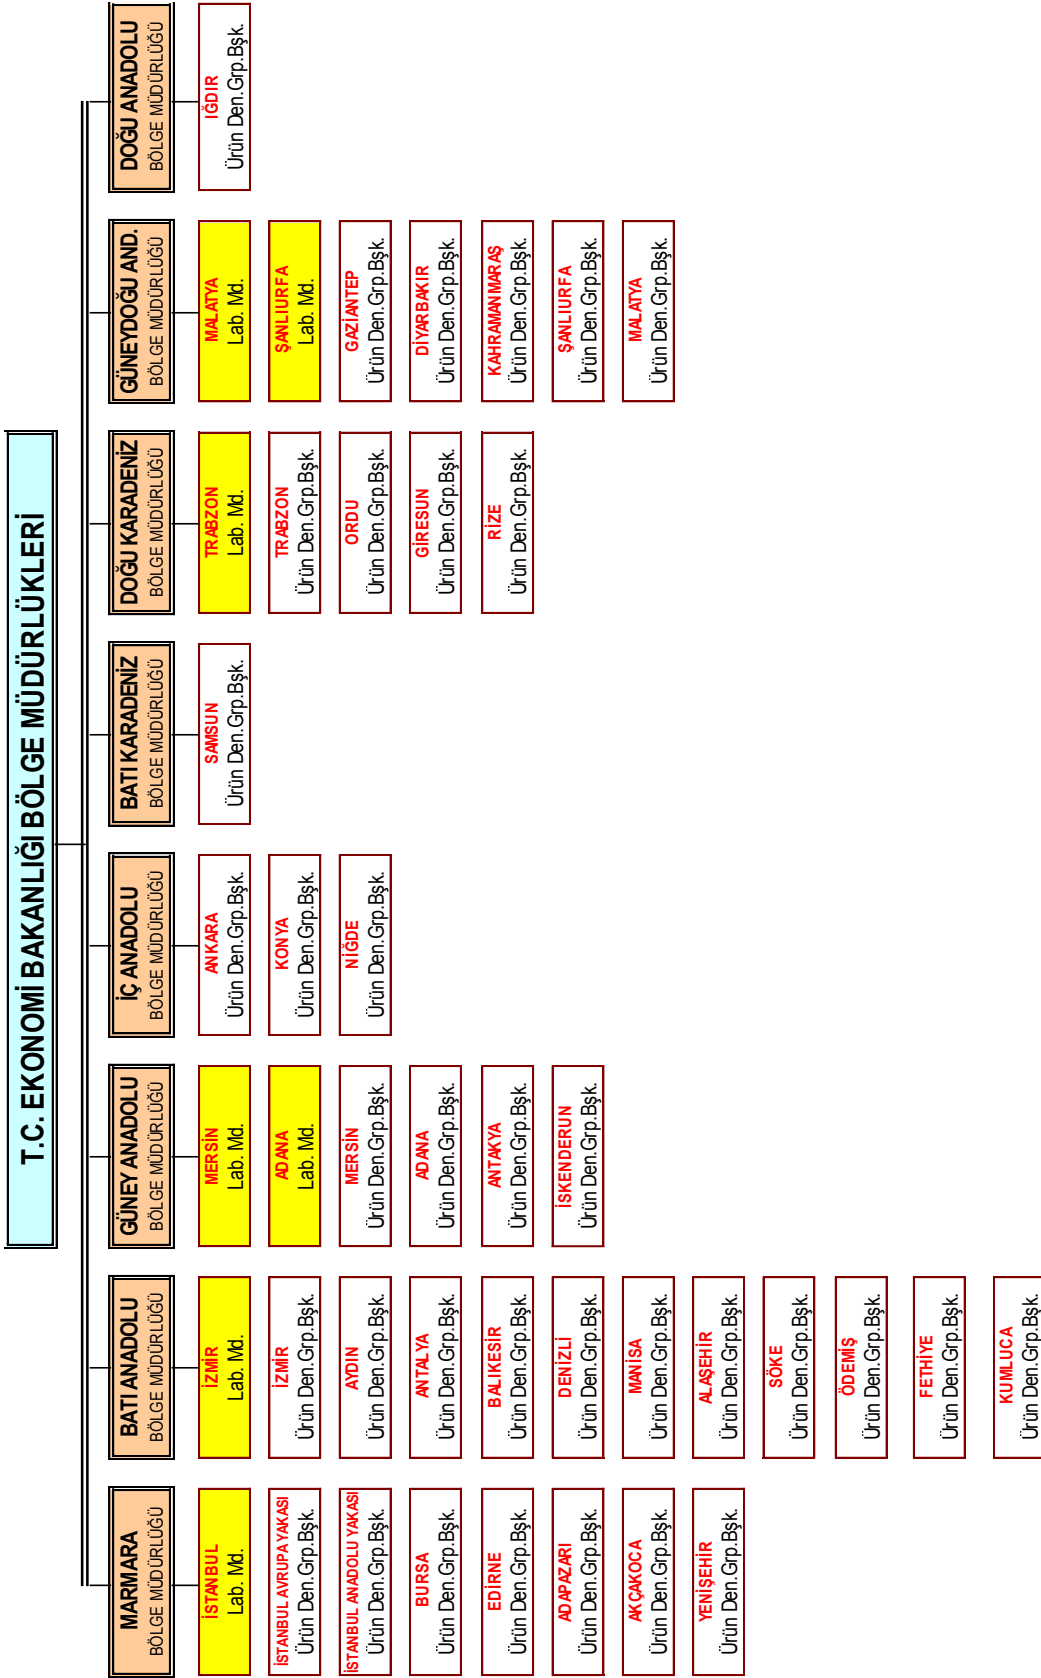 T.C. EKONOMİ BAKANLIĞI BÖLGE MÜDÜRLÜKLERİ
MARMARA
BÖLGE MÜDÜRLÜĞÜ
İSTANBUL
Lab. Md.
İSTANBUL AVRUPA YAKASI
Ürün Den.Grp.Bşk.
İSTANBUL ANADOLU YAKASI
Ürün Den.Grp.Bşk.
BURSA
Ürün Den.Grp.Bşk.
EDİRNE
Ürün Den.Grp.Bşk.
ADAPAZARI
Ürün Den.Grp.Bşk.
AKÇAKOCA
Ürün Den.Grp.Bşk.
YENİŞEHİR
Ürün Den.Grp.Bşk.
BATI ANADOLU
BÖLGE MÜDÜRLÜĞÜ
İZMİR
Lab. Md.
İZMİR
Ürün Den.Grp.Bşk.
AYDIN
Ürün Den.Grp.Bşk.
ANTALYA
Ürün Den.Grp.Bşk.
BALIKESİR
Ürün Den.Grp.Bşk.
DENİZLİ
Ürün Den.Grp.Bşk.
MANİSA
Ürün Den.Grp.Bşk.
ALAŞEHİR
Ürün Den.Grp.Bşk.
SÖKE
Ürün Den.Grp.Bşk.
ÖDEMİŞ
Ürün Den.Grp.Bşk.
FETHİYE
Ürün Den.Grp.Bşk.
KUMLUCA
Ürün Den.Grp.Bşk.
GÜNEY ANADOLU
BÖLGE MÜDÜRLÜĞÜ
MERSİN
Lab. Md.
ADANA
Lab. Md.
MERSİN
Ürün Den.Grp.Bşk.
ADANA
Ürün Den.Grp.Bşk.
ANTAKYA
Ürün Den.Grp.Bşk.
İSKENDERUN
Ürün Den.Grp.Bşk.
İÇ ANADOLU
BÖLGE MÜDÜRLÜĞÜ
ANKARA
Ürün Den.Grp.Bşk.
KONYA
Ürün Den.Grp.Bşk.
NİĞDE
Ürün Den.Grp.Bşk.
BATI KARADENİZ
BÖLGE MÜDÜRLÜĞÜ
SAMSUN
Ürün Den.Grp.Bşk.
DOĞU KARADENİZ
BÖLGE MÜDÜRLÜĞÜ
TRABZON
Lab. Md.
TRABZON
Ürün Den.Grp.Bşk.
ORDU
Ürün Den.Grp.Bşk.
GİRESUN
Ürün Den.Grp.Bşk.
RİZE
Ürün Den.Grp.Bşk.
GÜNEYDOĞU AND.
BÖLGE MÜDÜRLÜĞÜ
MALATYA
Lab. Md.
ŞANLIURFA
Lab. Md.
GAZİANTEP
Ürün Den.Grp.Bşk.
DİYARBAKIR
Ürün Den.Grp.Bşk.
KAHRAMANMARAŞ
Ürün Den.Grp.Bşk.
ŞANLIURFA
Ürün Den.Grp.Bşk.
MALATYA
Ürün Den.Grp.Bşk.
DOĞU ANADOLU
BÖLGE MÜDÜRLÜĞÜ
IĞDIR
Ürün Den.Grp.Bşk.